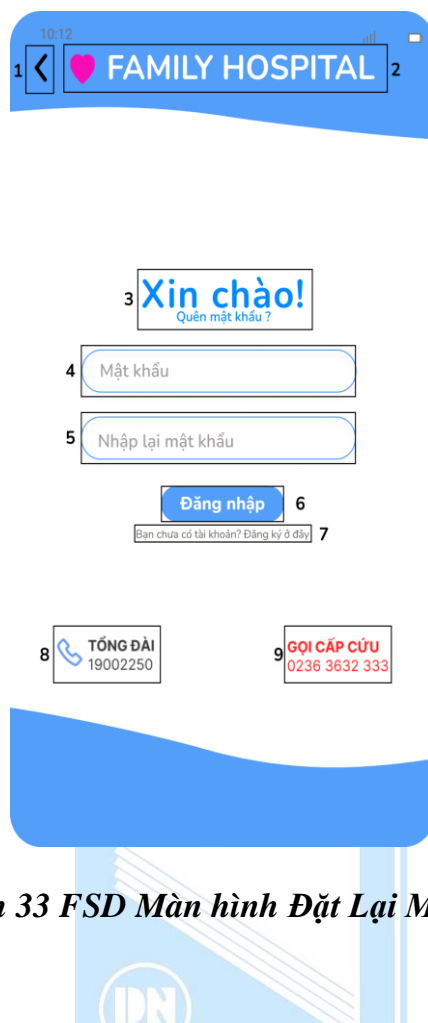 10:12
1 FAMILY HOSPITAL 2
3 Xin chào!
Quên mật khẩu ?
4 Mật khẩu
5 Nhập lại mật khẩu
Đăng nhập 6
Bạn chưa có tài khoản? Đăng ký ở đây 7
8 TỔNG ĐÀI
19002250
9 GỌI CẤP CỨU
0236 3632 333
33 FSD Màn hình Đặt Lại
DN